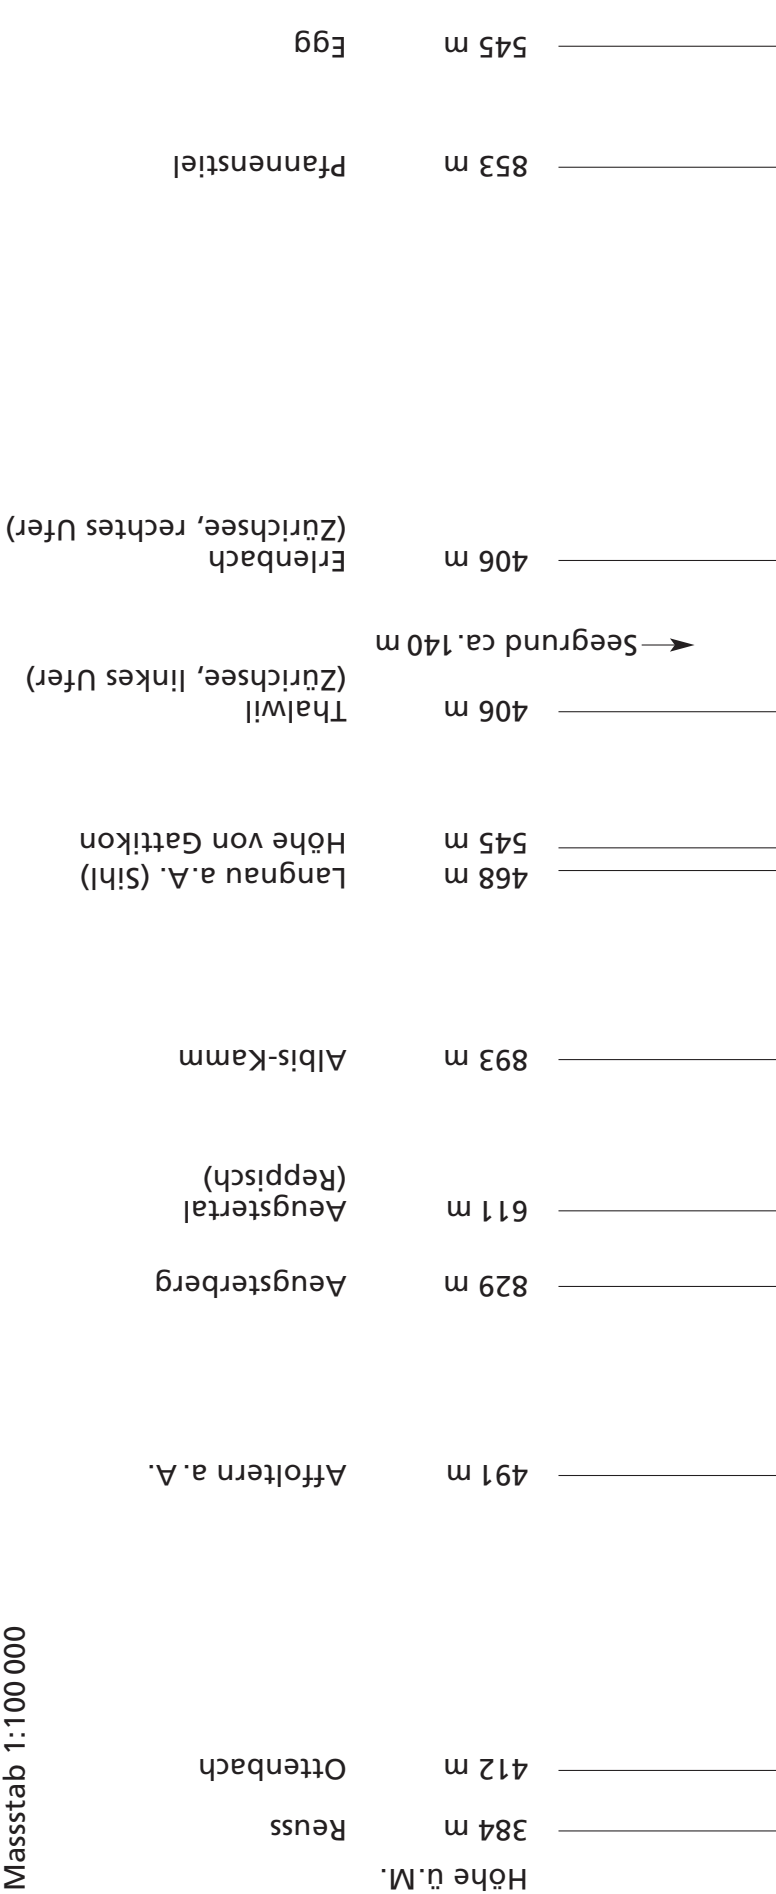 Höhe ü.M.
384 m Reuss
412 m Ottenbach
491 m Affoltern a. A.
829 m Aeugsterberg
611 m Aeugstertal
(Reppisch)
893 m Albis-Kamm
468 m Langnau a.A. (Sihl)
545 m Höhe von Gattikon
406 m Thalwil
(Zürichsee, linkes Ufer)
Seegrund ca. 140 m
406 m Erlenbach
(Zürichsee, rechtes Ufer)
853 m Pfannenstiel
545 m Egg
Massstab 1:100 000